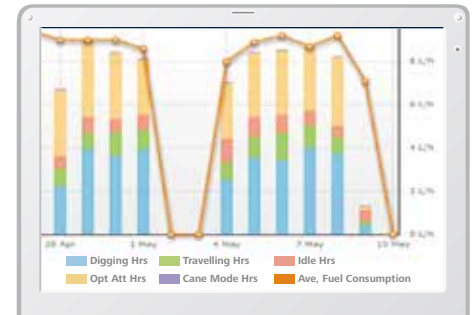 8 L/h
6 L/h
4 L/h
2 L/h
0 L/h
28 Apr 1 May 4 May 7 May 10 May
Digging Hrs Travelling Hrs Idle Hrs
Opt Att Hrs Cane Mode Hrs Ave, Fuel Consumption